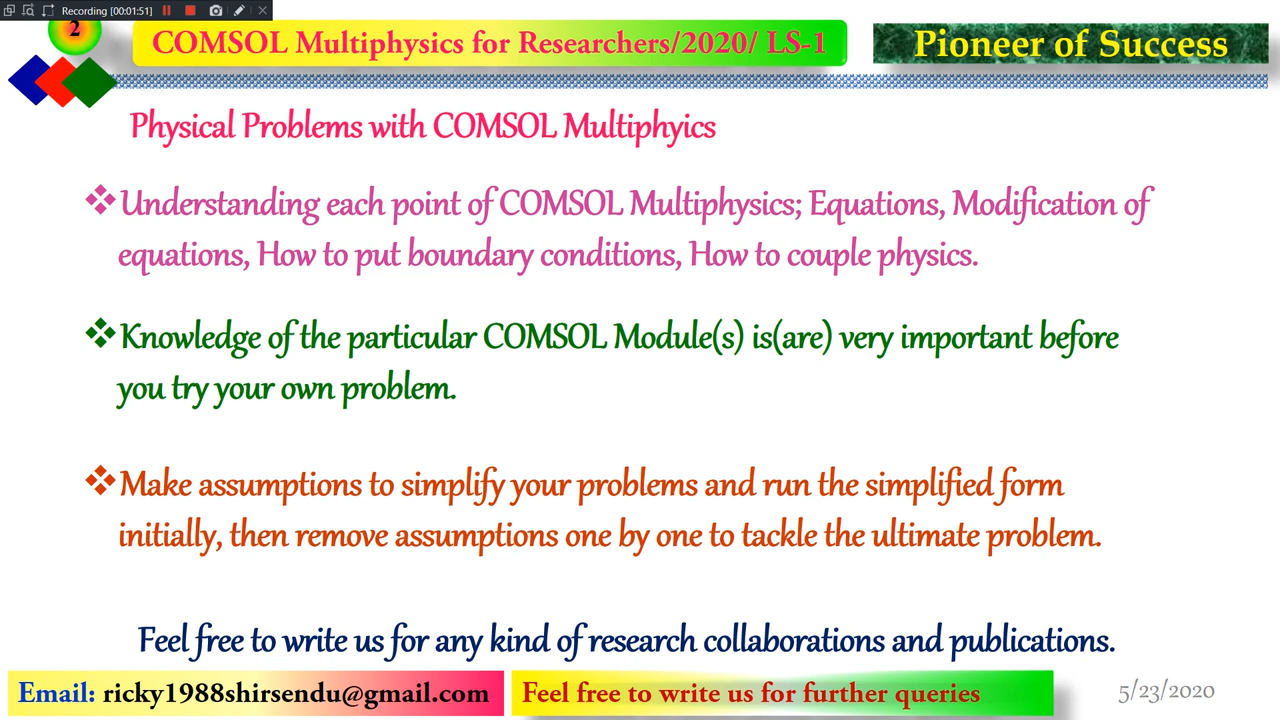 Recording [00:01:51]
2
COMSOL Multiphysics for Researchers/2020/ LS-1
Pioneer of Success
Physical Problems with COMSOL Multiphyics
Understanding each point of COMSOL Multiphysics; Equations, Modification of
equations, How to put boundary conditions, How to couple physics.
Knowledge of the particular COMSOL Module(s) is(are) very important before
you try your own problem.
Make assumptions to simplify your problems and run the simplified form
initially, then remove assumptions one by one to tackle the ultimate problem.
Feel free to write us for any kind of research collaborations and publications.
Email: ricky1988shirsendu@gmail.com
Feel free to write us for further queries
5/23/2020